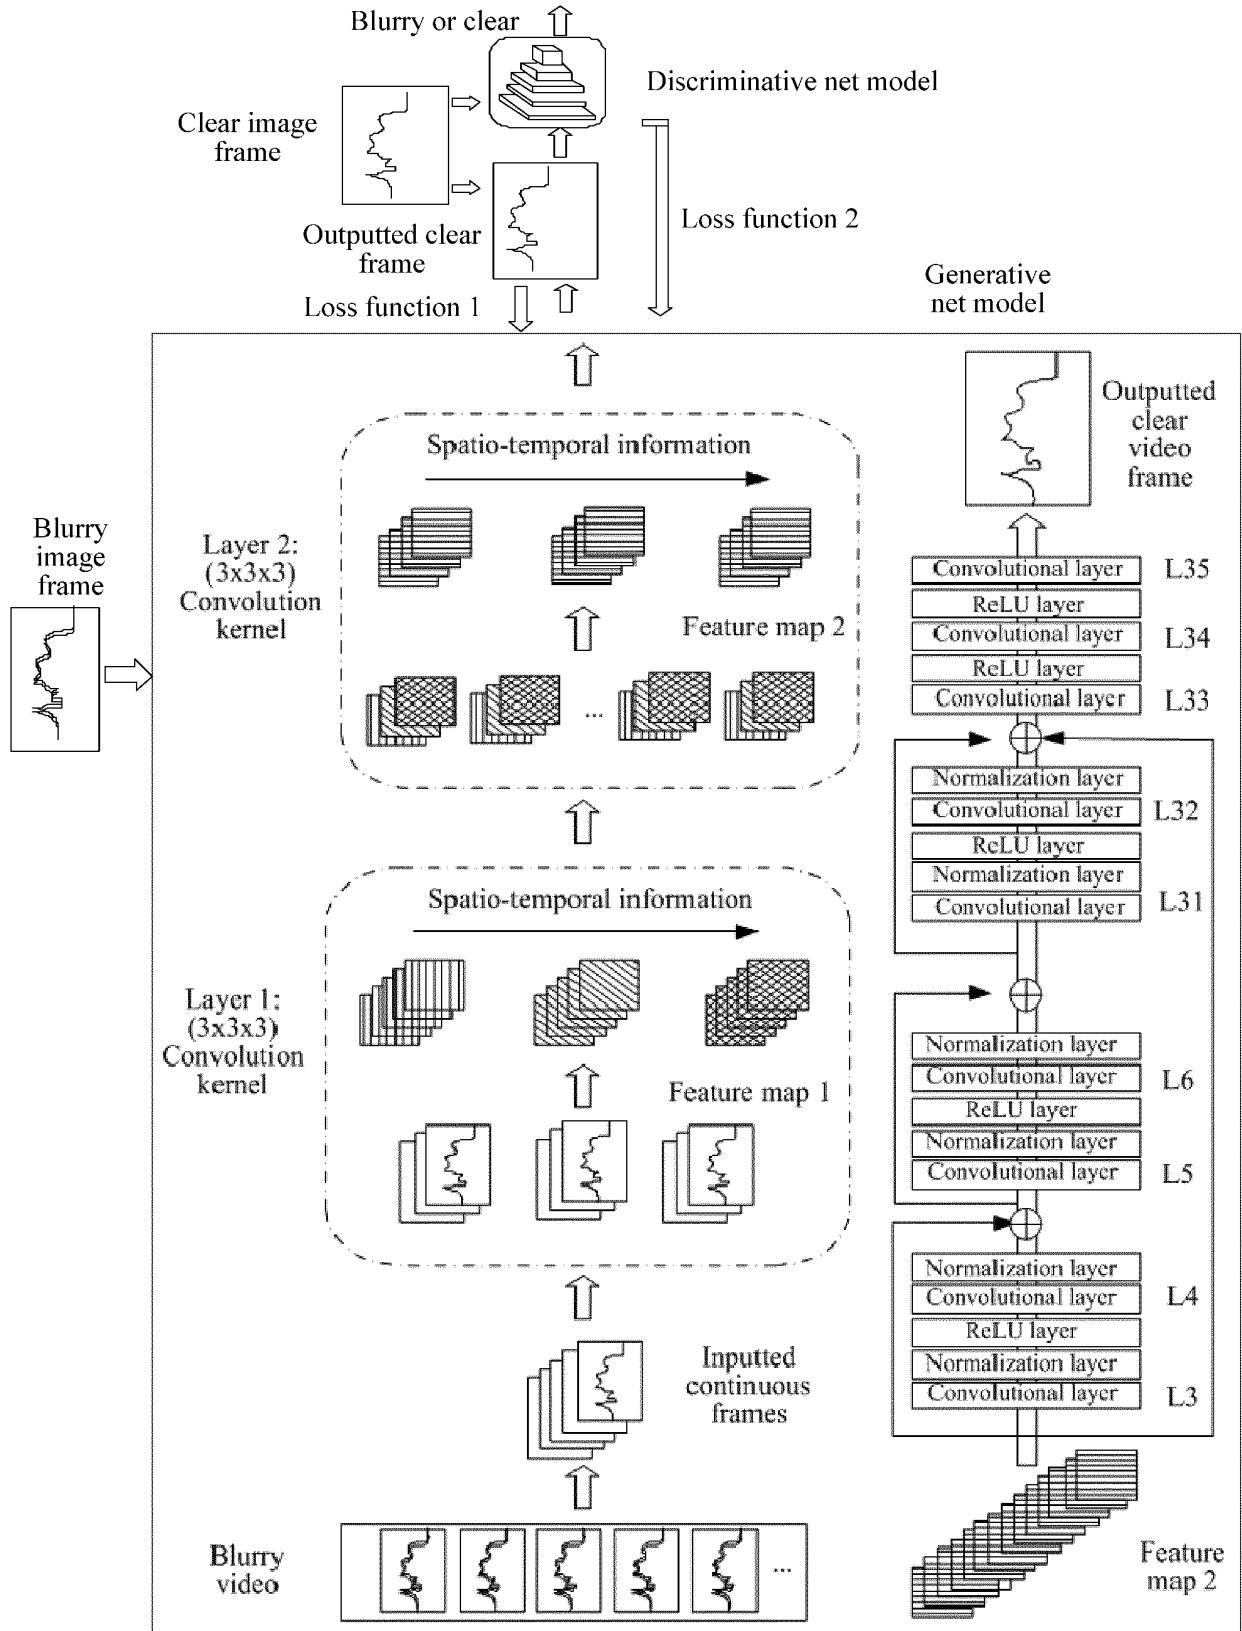 Blurry or clear
Discriminative net model
Clear image
frame
Outputted clear
frame
Loss function 2
Loss function 1
Generative
net model
Blurry
image
frame
Spatio-temporal information
Layer 2:
(3x3x3)
Convolution
kernel
Feature map 2
...
Spatio-temporal information
Layer 1:
(3x3x3)
Convolution
kernel
Feature map 1
Inputted
continuous
frames
Blurry
video
...
Outputted
clear
video
frame
Convolutional layer L35
ReLU layer
Convolutional layer L34
ReLU layer
Convolutional layer L33
Normalization layer
Convolutional layer L32
ReLU layer
Normalization layer
Convolutional layer L31
Normalization layer
Convolutional layer L6
ReLU layer
Normalization layer
Convolutional layer L5
Normalization layer
Convolutional layer L4
ReLU layer
Normalization layer
Convolutional layer L3
Feature
map 2